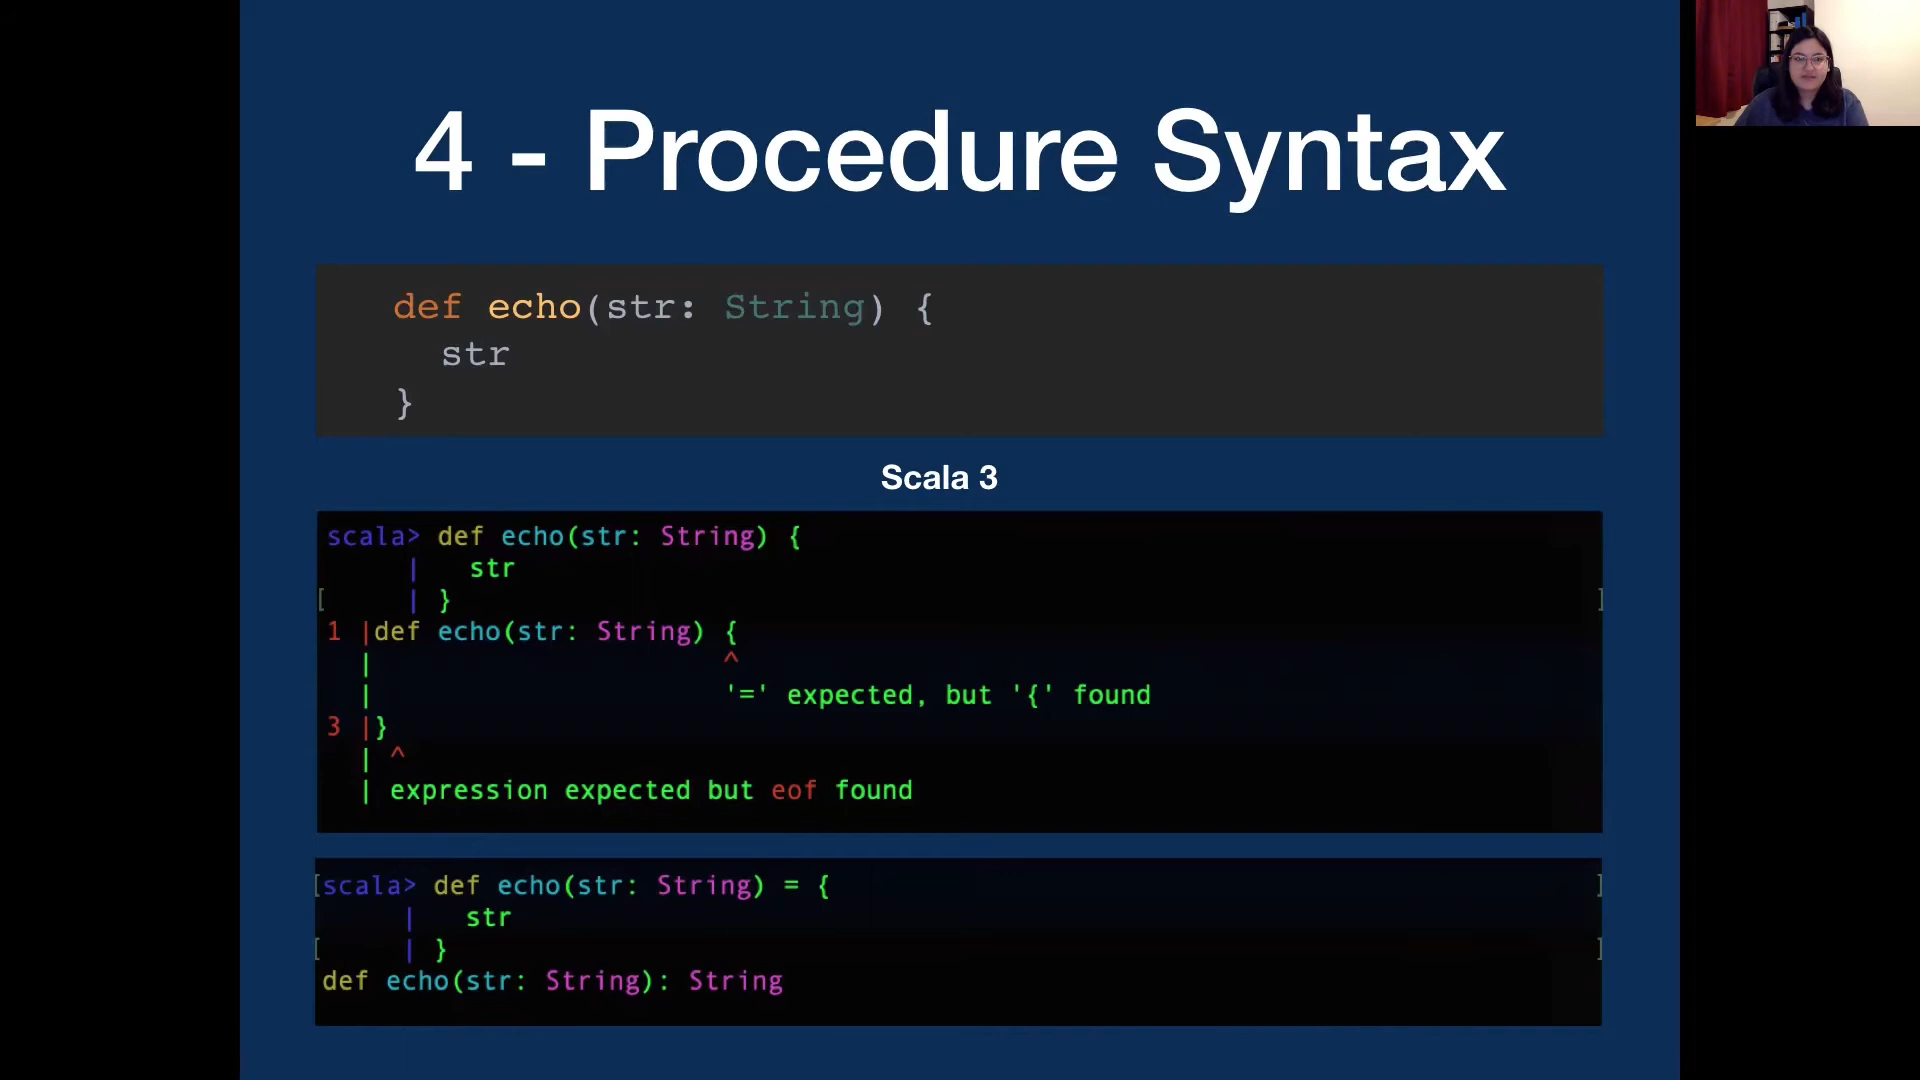 4 - Procedure Syntax
def echo(str: String) {
str
}
Scala 3
scala> def echo(str: String) {
| str
[ | } ]
1 |def echo(str: String) {
| ^
| '=' expected, but '{' found
3 |}
| ^
| expression expected but eof found
[scala> def echo(str: String) = { ]
| str
[ | } ]
def echo(str: String): String